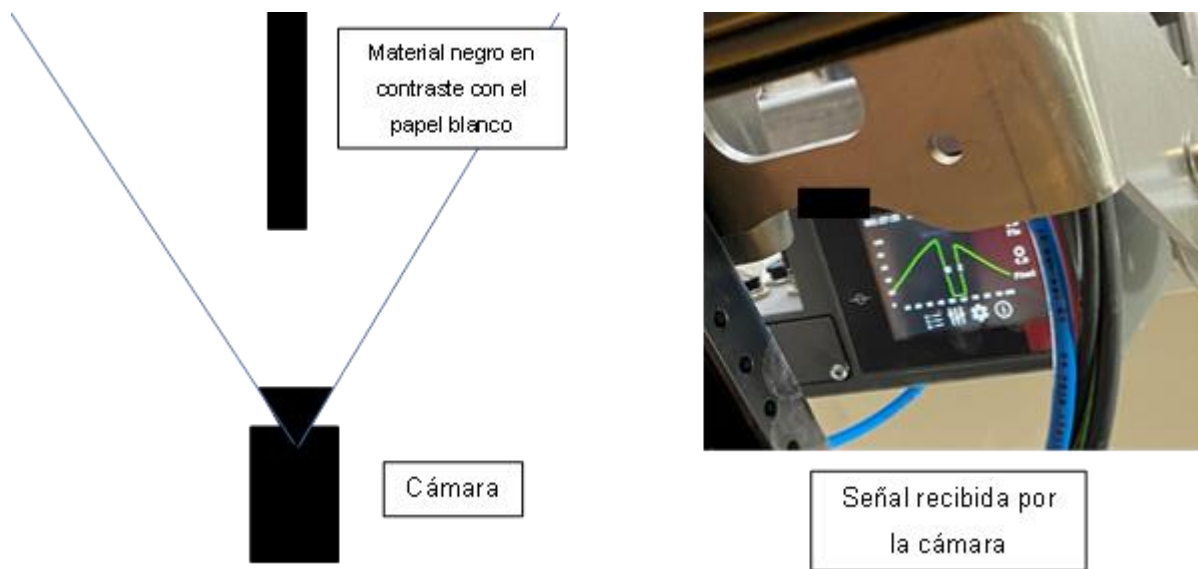 Material negro en
contraste con el
papel blanco
Cámara
Señal recibida por
la cámara